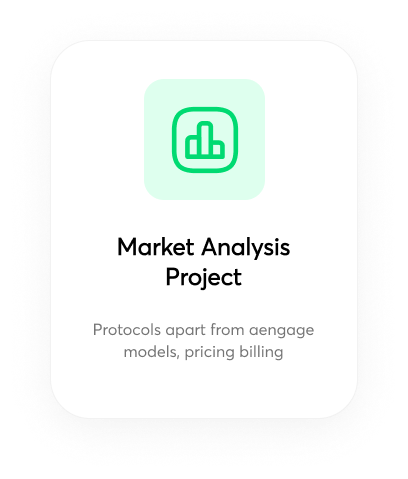 Market Analysis
Project
Protocols apart from aengage
models, pricing billing